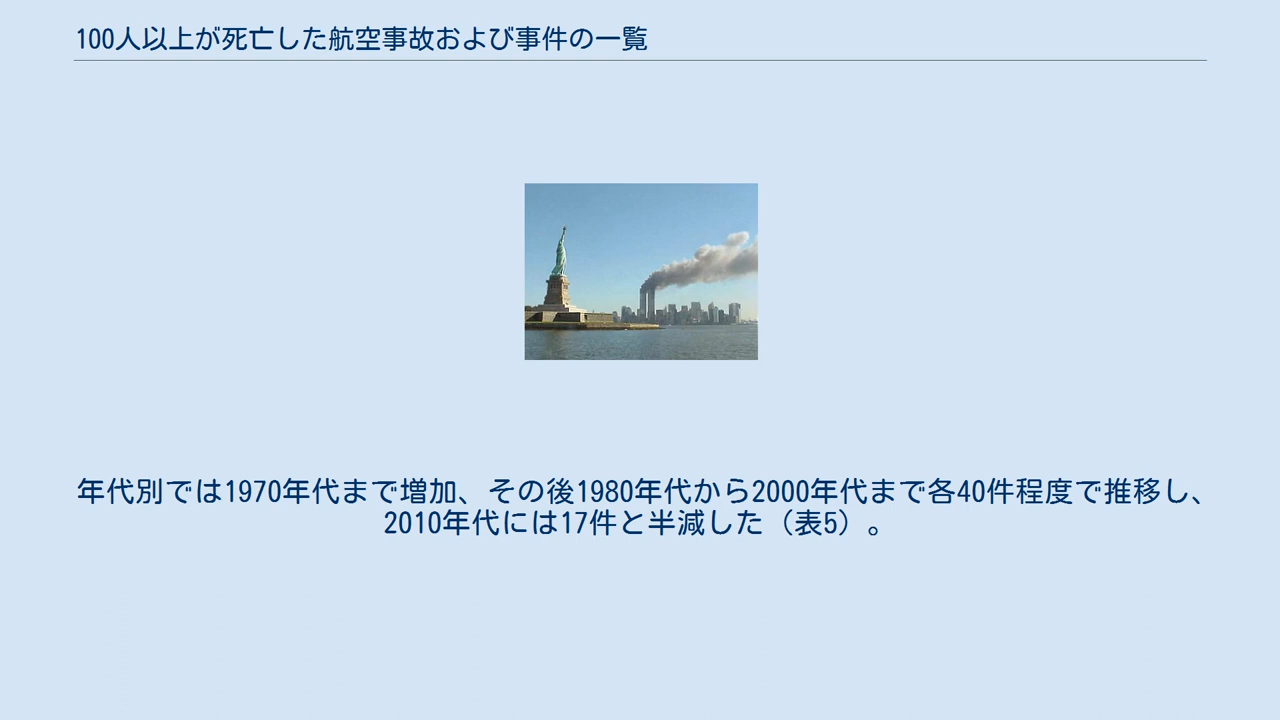 100人以上が死亡した航空事故および事件の一覧
年代別では1970年代まで増加、その後1980年代から2000年代まで各40件程度で推移し、
2010年代には17件と半減した（表5）。